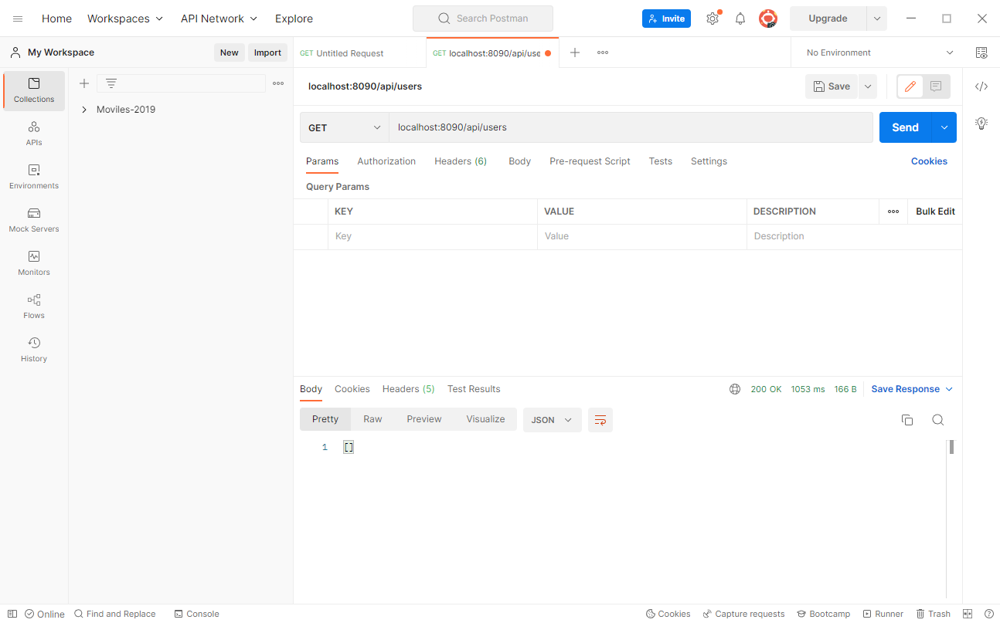 Home Workspaces API Network Explore Search Postman Invite Upgrade
My Workspace New Import GET Untitled Request GET localhost:8090/api/use No Environment
Collections
APIs
Environments
Mock Servers
Monitors
Flows
History
Moviles-2019
localhost:8090/api/users Save
GET localhost:8090/api/users Send
Params Authorization Headers (6) Body Pre-request Script Tests Settings Cookies
Query Params
KEY VALUE DESCRIPTION Bulk Edit
Key Value Description
Body Cookies Headers (5) Test Results 200 OK 1053 ms 166 B Save Response
Pretty Raw Preview Visualize JSON
1 []
Online Find and Replace Console Cookies Capture requests Bootcamp Runner Trash